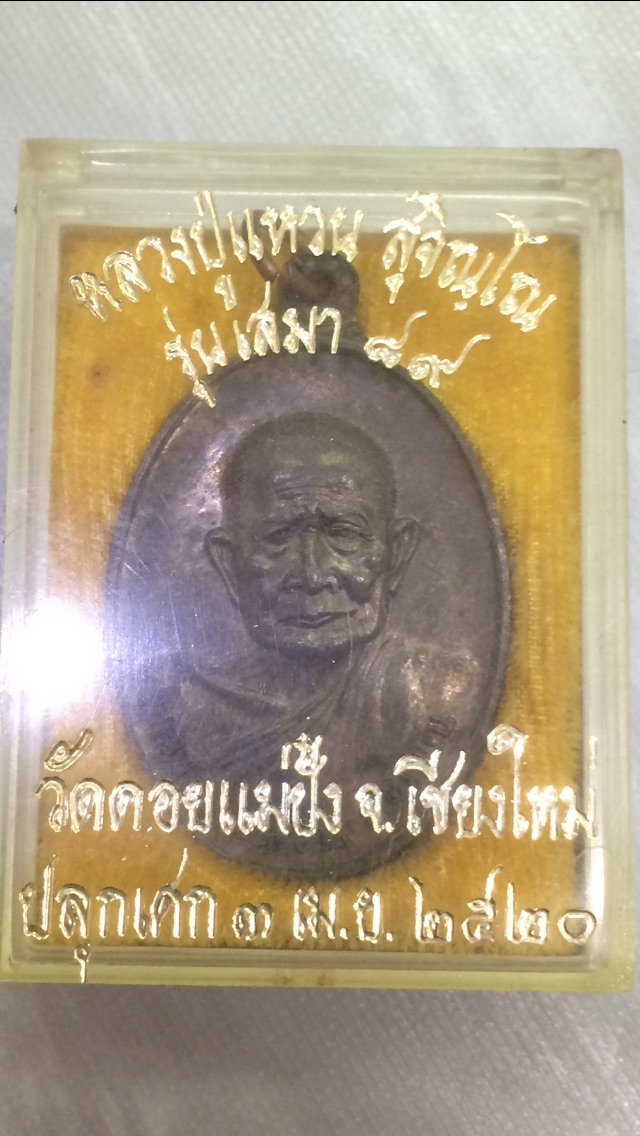 หลวงปู่แหวน สุจิณฺโณ
รุ่นเสมา ๘๙
วัดดอยแม่ปั๋ง จ.เชียงใหม่
ปลุกเศก ๓ เม.ย. ๒๕๒๐